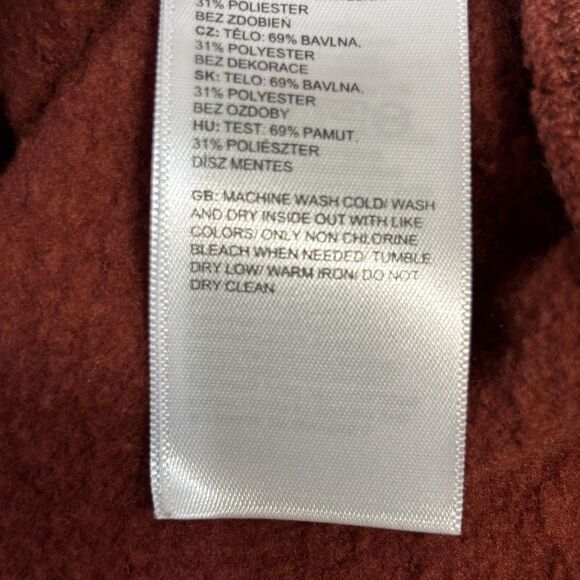 31% POLIESTER
BEZ ZDOBIEŃ
CZ: TĚLO: 69% BAVLNA.
31% POLYESTER
BEZ DEKORACE
SK: TELO: 69% BAVLNA.
31% POLYESTER
BEZ OZDOBY
HU: TEST: 69% PAMUT.
31% POLIÉSZTER
DÍSZ MENTES
GB: MACHINE WASH COLD/ WASH
AND DRY INSIDE OUT WITH LIKE
COLORS/ ONLY NON CHLORINE
BLEACH WHEN NEEDED/ TUMBLE
DRY LOW/ WARM IRON/ DO NOT
DRY CLEAN